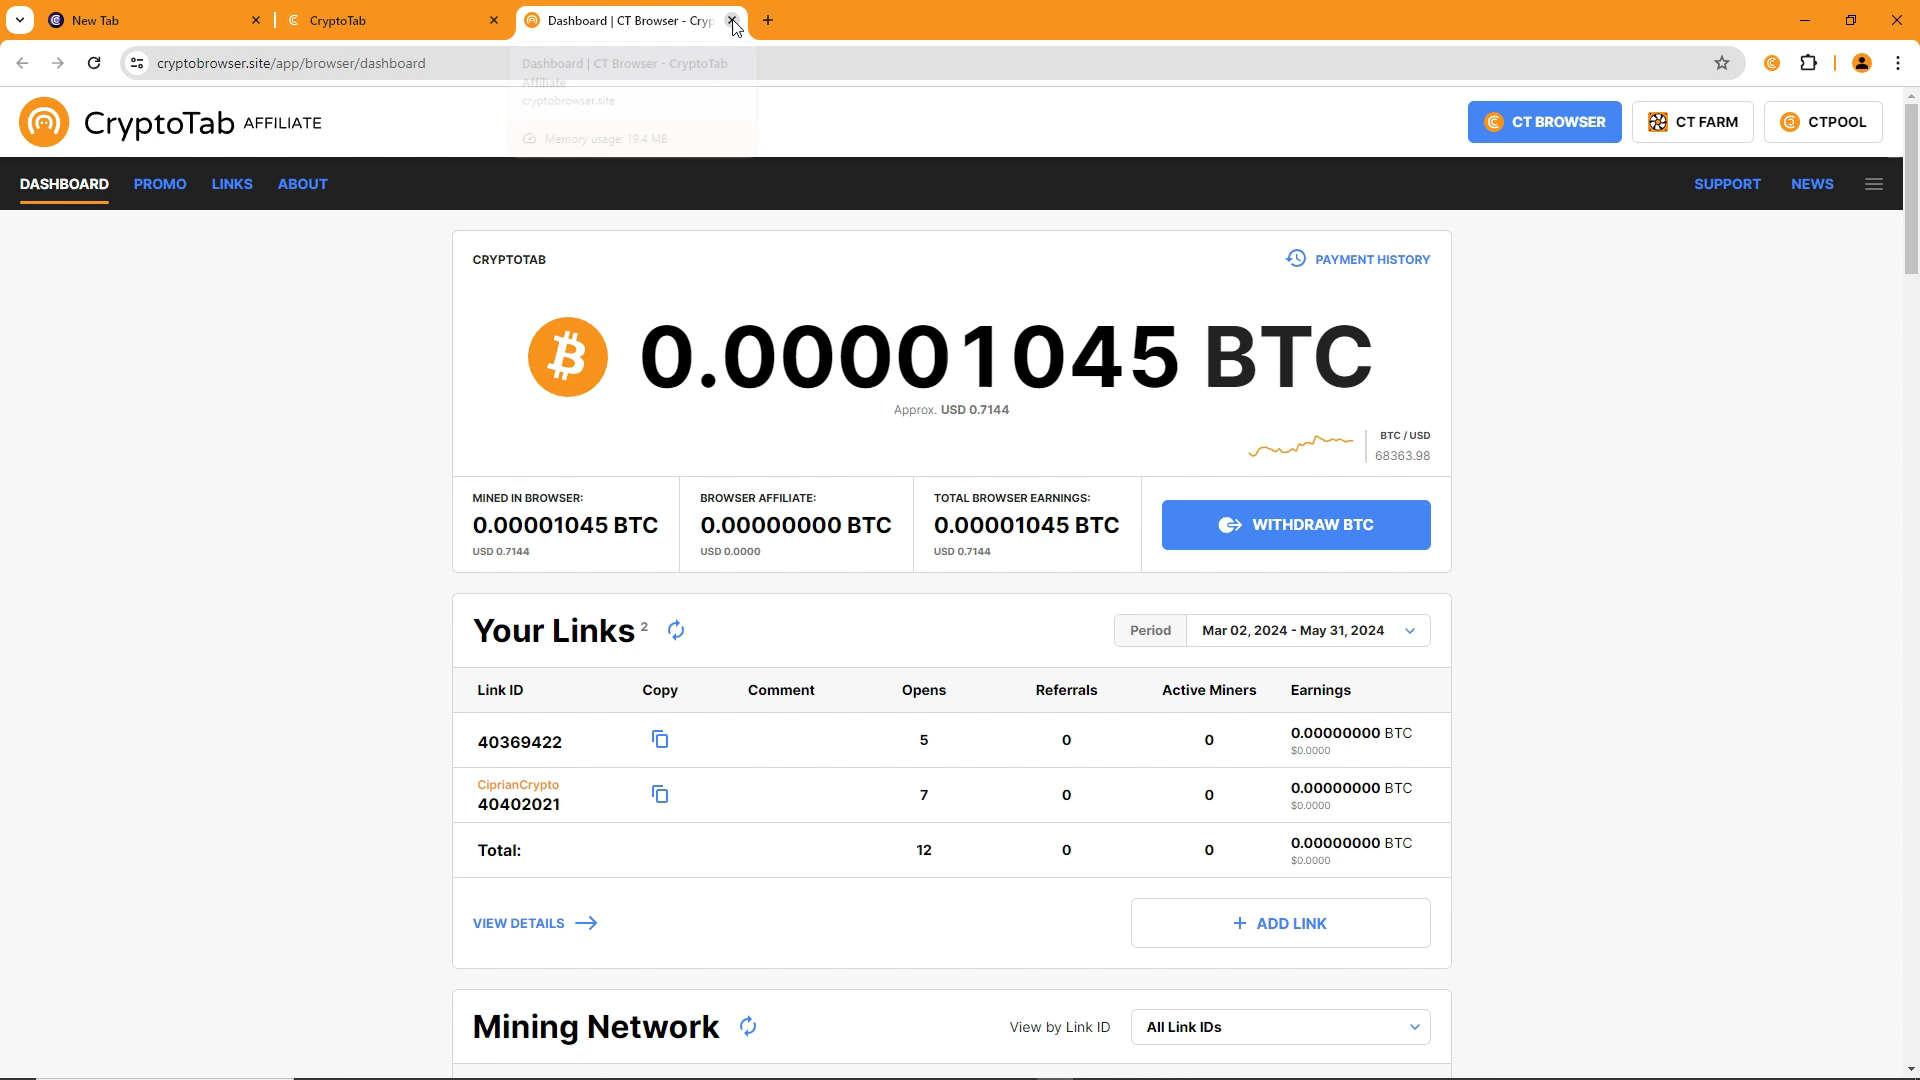 New Tab
CryptoTab
Dashboard | CT Browser - Cryp
cryptobrowser.site/app/browser/dashboard
Dashboard | CT Browser - CryptoTab
Affiliate
cryptobrowser.site
Memory usage: 19.4 MB
CryptoTab AFFILIATE
CT BROWSER
CT FARM
CTPOOL
DASHBOARD PROMO LINKS ABOUT
SUPPORT NEWS
CRYPTOTAB
PAYMENT HISTORY
0.00001045 BTC
Approx. USD 0.7144
BTC / USD
68363.98
MINED IN BROWSER:
0.00001045 BTC
USD 0.7144
BROWSER AFFILIATE:
0.00000000 BTC
USD 0.0000
TOTAL BROWSER EARNINGS:
0.00001045 BTC
USD 0.7144
WITHDRAW BTC
Your Links 2
Period Mar 02, 2024 - May 31, 2024
Link ID Copy Comment Opens Referrals Active Miners Earnings
40369422 5 0 0 0.00000000 BTC
$0.0000
CiprianCrypto
40402021 7 0 0 0.00000000 BTC
$0.0000
Total: 12 0 0 0.00000000 BTC
$0.0000
VIEW DETAILS
+ ADD LINK
Mining Network
View by Link ID All Link IDs